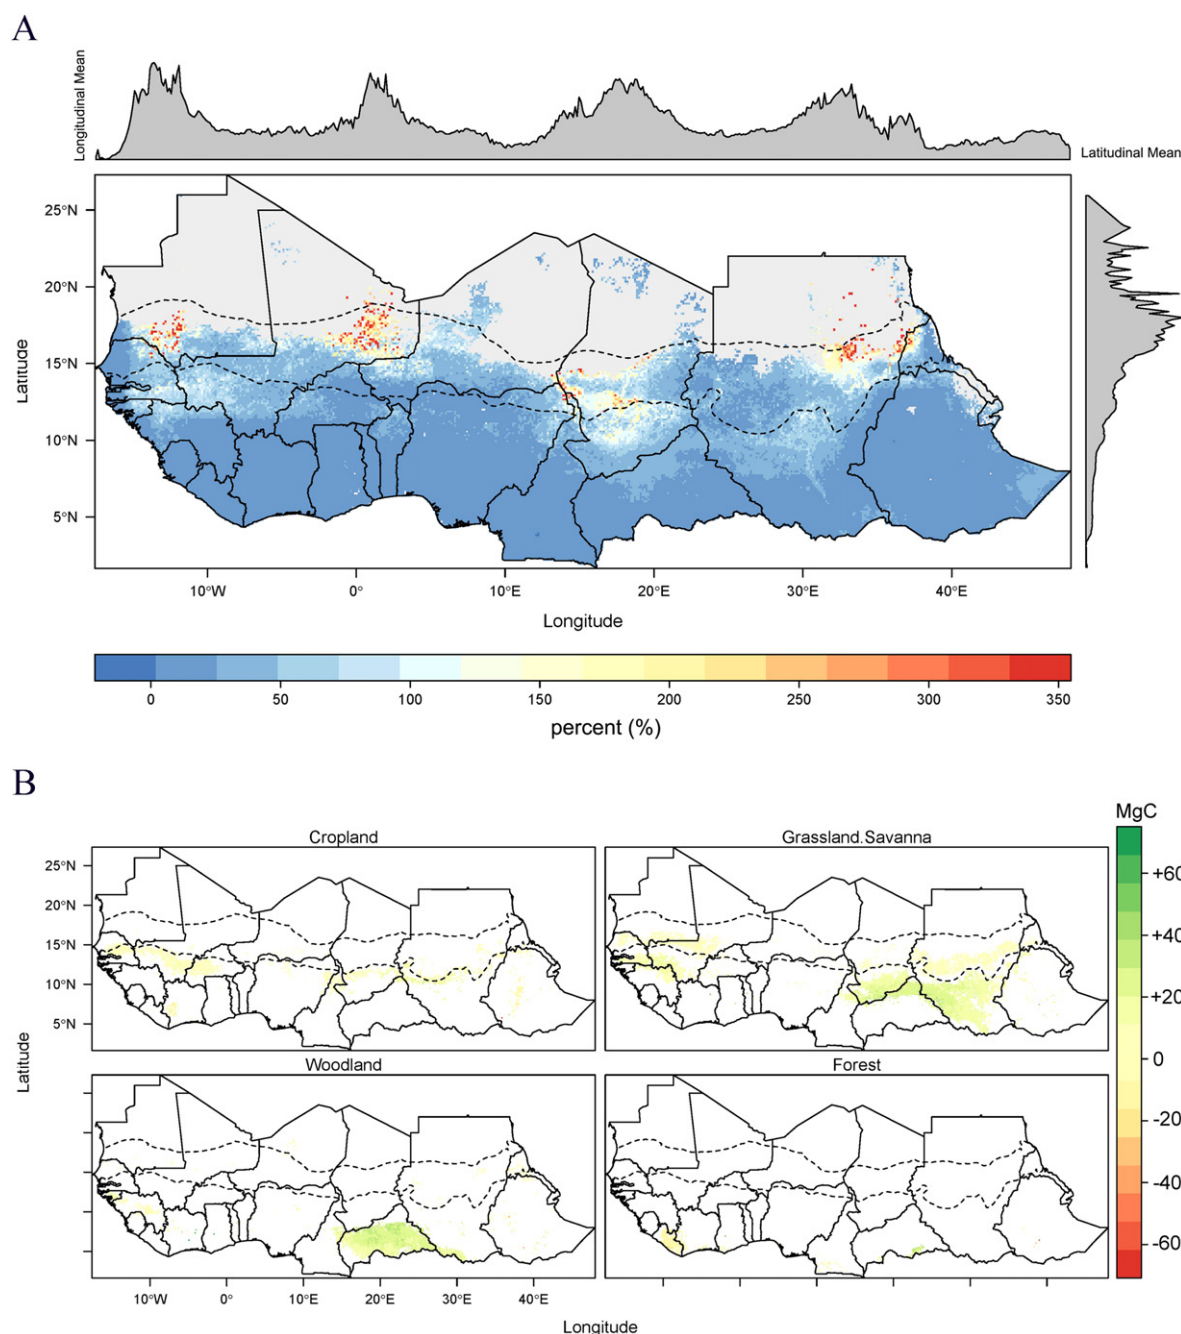 A
Longitudinal Mean
Latitudinal Mean
Latitude
25°N
20°N
15°N
10°N
5°N
10°W 0° 10°E 20°E 30°E 40°E
Longitude
0 50 100 150 200 250 300 350
percent (%)
B
MgC
Cropland
Grassland.Savanna
25°N
20°N
15°N
10°N
5°N
Latitude
Woodland
Forest
+60
+40
+20
0
-20
-40
-60
10°W 0° 10°E 20°E 30°E 40°E
Longitude